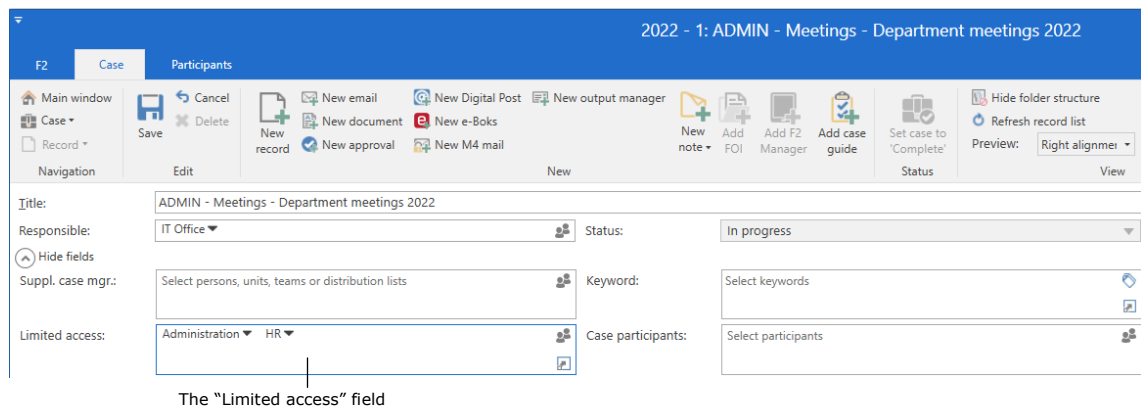 2022 - 1: ADMIN - Meetings - Department meetings 2022
F2 Case Participants
Main window Cancel New email New Digital Post New output manager Hide folder structure
Case Save Delete New record New document New e-Boks New note Add FOI Add F2 Manager Add case guide Set case to 'Complete' Refresh record list
Record New approval New M4 mail Preview: Right alignmen
Navigation Edit New Status View
Title: ADMIN - Meetings - Department meetings 2022
Responsible: IT Office Status: In progress
Hide fields
Suppl. case mgr.: Select persons, units, teams or distribution lists Keyword: Select keywords
Limited access: Administration HR Case participants: Select participants
The “Limited access” field